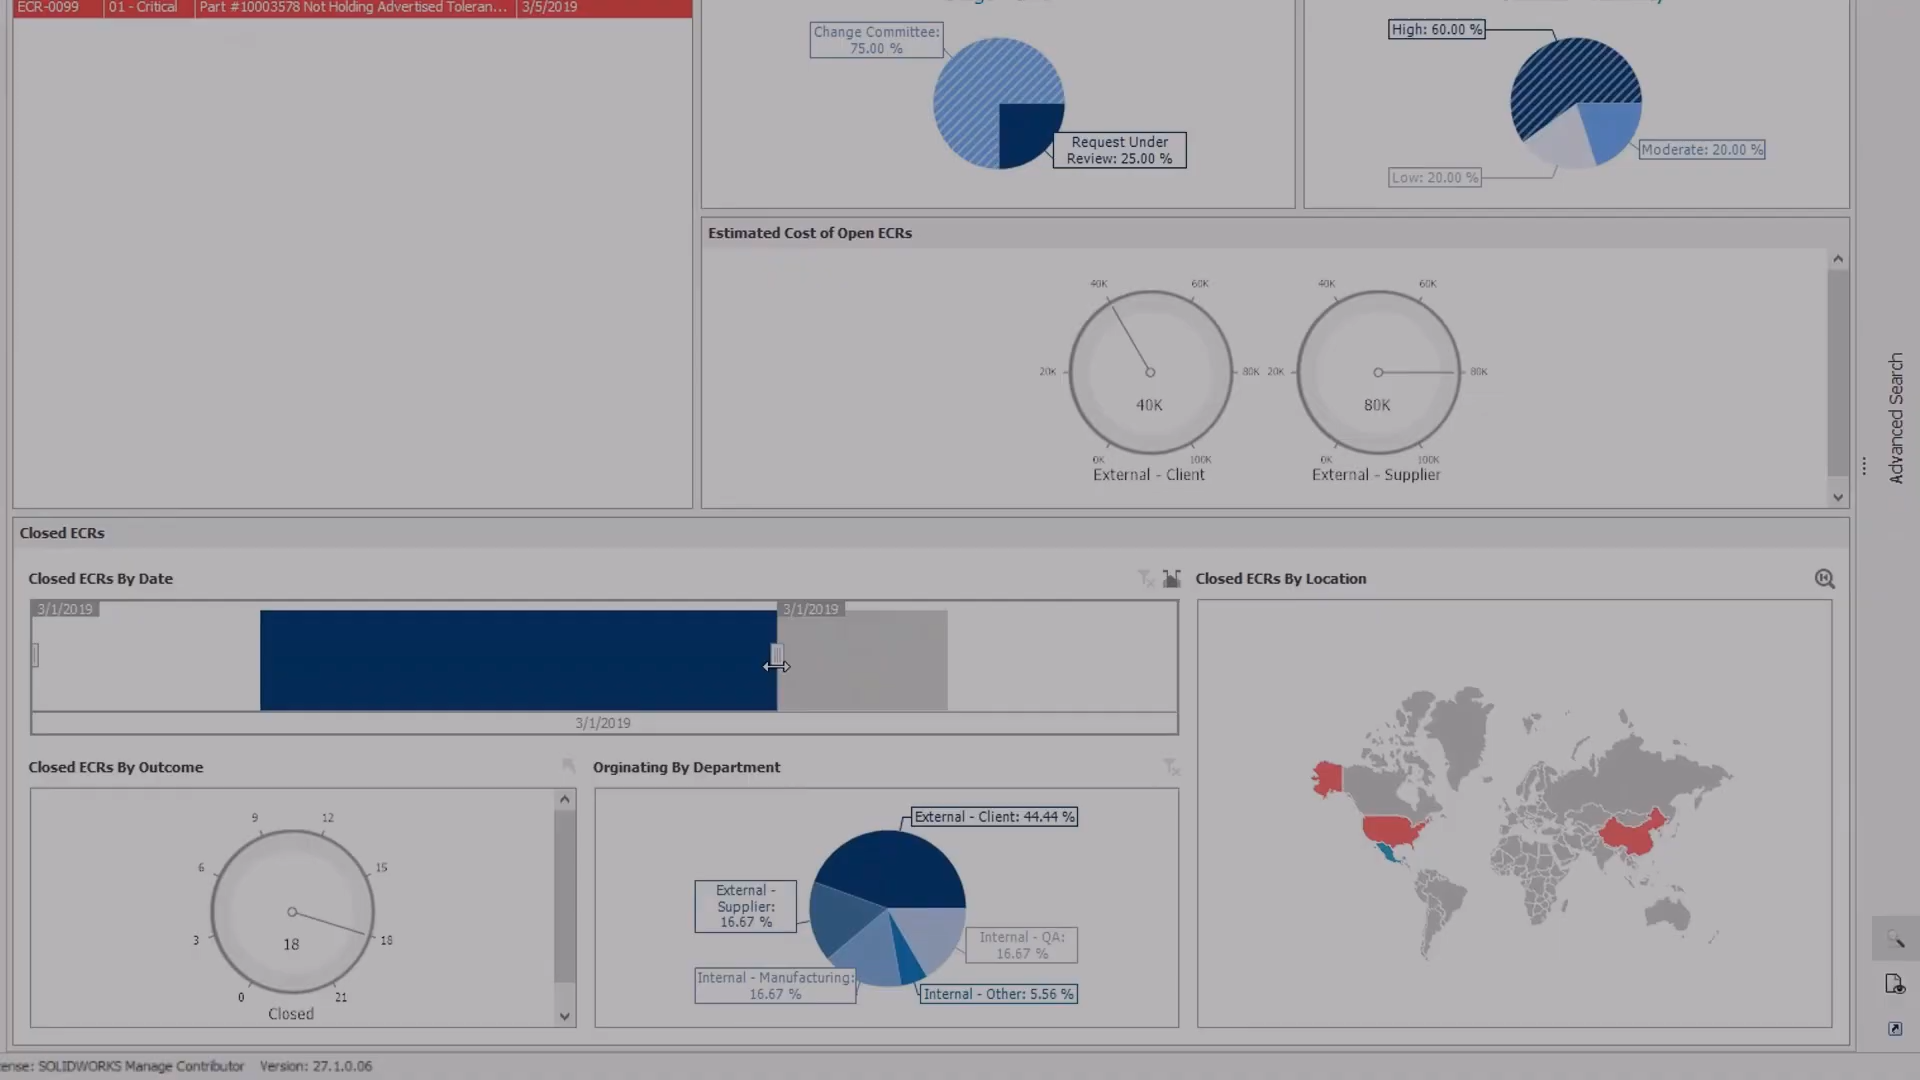 ECR-0099 01 - Critical Part #10003578 Not Holding Advertised Toleran... 3/5/2019
Change Committee:
75.00 %
Request Under
Review: 25.00 %
High: 60.00 %
Moderate: 20.00 %
Low: 20.00 %
Estimated Cost of Open ECRs
40K 60K
20K 80K
40K
0K 100K
External - Client
40K 60K
20K 80K
80K
0K 100K
External - Supplier
Advanced Search
Closed ECRs
Closed ECRs By Date
3/1/2019 3/1/2019
3/1/2019
Closed ECRs By Location
Closed ECRs By Outcome
9 12
6 15
3 18
18
0 21
Closed
Orginating By Department
External - Client: 44.44 %
External -
Supplier:
16.67 %
Internal - QA:
16.67 %
Internal - Manufacturing:
16.67 %
Internal - Other: 5.56 %
ense: SOLIDWORKS Manage Contributor Version: 27.1.0.06